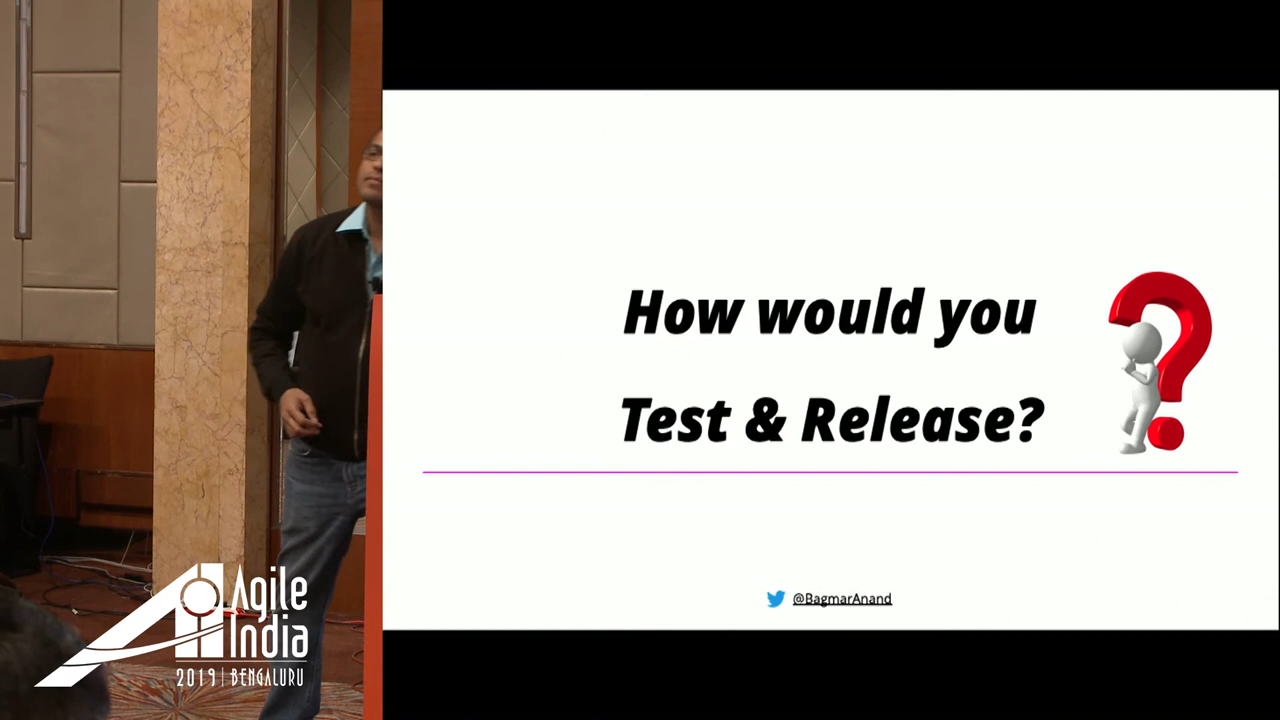 How would you
Test & Release?
@BagmarAnand
Agile
India
2019 | BENGALURU